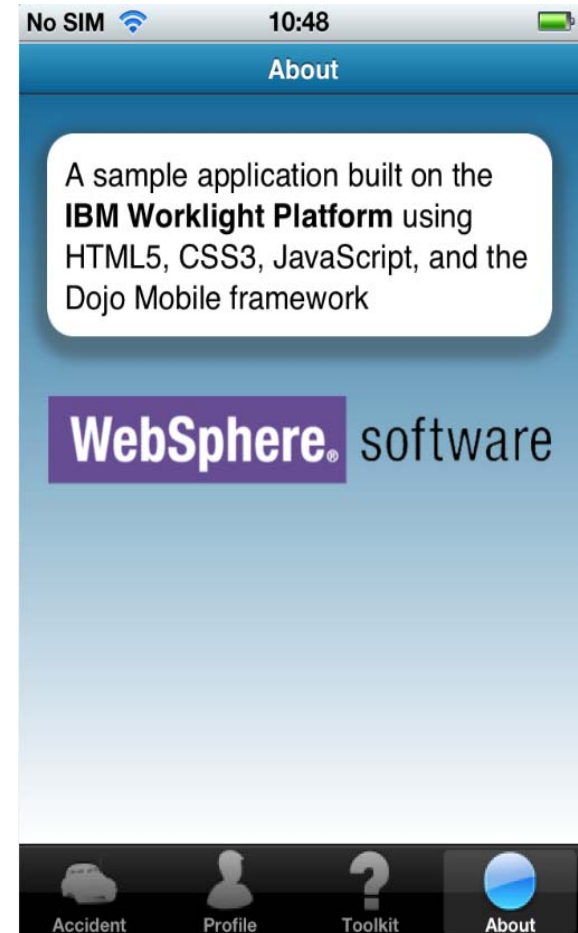 No SIM 10:48
About
A sample application built on the
IBM Worklight Platform using
HTML5, CSS3, JavaScript, and the
Dojo Mobile framework
WebSphere® software
Accident Profile Toolkit About